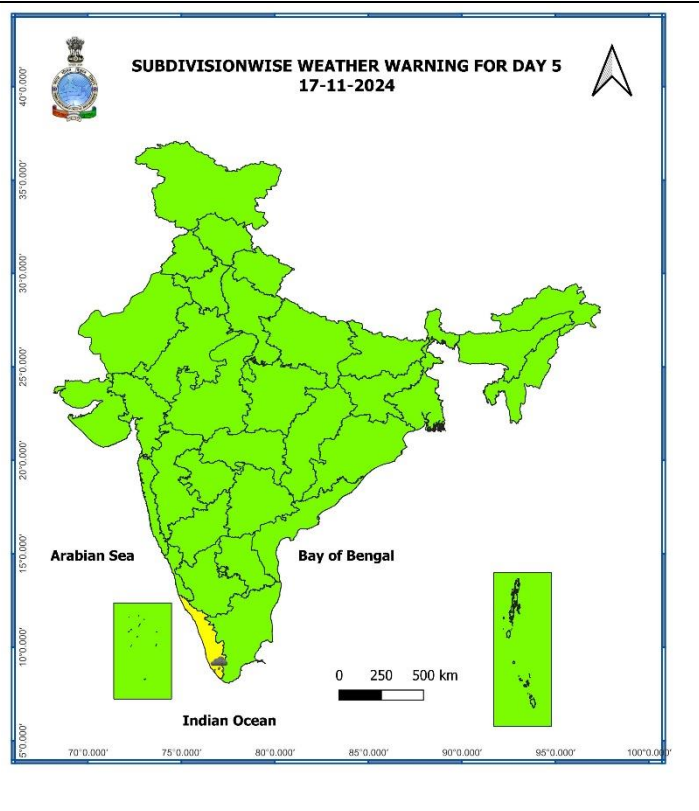 SUBDIVISIONWISE WEATHER WARNING FOR DAY 5
17-11-2024
40°0.000'
35°0.000'
30°0.000'
25°0.000'
20°0.000'
15°0.000'
10°0.000'
5°0.000'
Arabian Sea
Bay of Bengal
0 250 500 km
Indian Ocean
70°0.000' 75°0.000' 80°0.000' 85°0.000' 90°0.000' 95°0.000' 100°0.000'